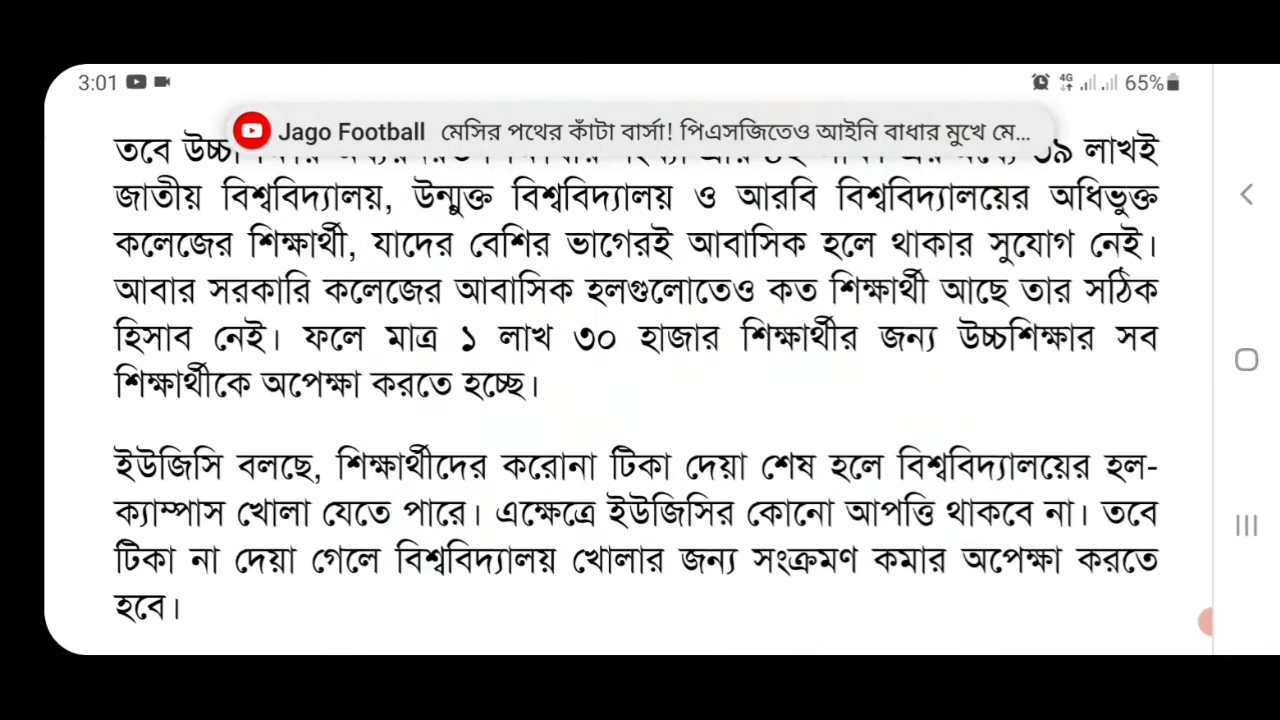 3:01 4G 65%
Jago Football মেসির পথের কাঁটা বার্সা! পিএসজিতেও আইনি বাধার মুখে মে...
তবে উচ্চ ৩৯ লাখই
জাতীয় বিশ্ববিদ্যালয়, উন্মুক্ত বিশ্ববিদ্যালয় ও আরবি বিশ্ববিদ্যালয়ের অধিভুক্ত
কলেজের শিক্ষার্থী, যাদের বেশির ভাগেরই আবাসিক হলে থাকার সুযোগ নেই।
আবার সরকারি কলেজের আবাসিক হলগুলোতেও কত শিক্ষার্থী আছে তার সঠিক
হিসাব নেই। ফলে মাত্র ১ লাখ ৩০ হাজার শিক্ষার্থীর জন্য উচ্চশিক্ষার সব
শিক্ষার্থীকে অপেক্ষা করতে হচ্ছে।
ইউজিসি বলছে, শিক্ষার্থীদের করোনা টিকা দেয়া শেষ হলে বিশ্ববিদ্যালয়ের হল-
ক্যাম্পাস খোলা যেতে পারে। এক্ষেত্রে ইউজিসির কোনো আপত্তি থাকবে না। তবে
টিকা না দেয়া গেলে বিশ্ববিদ্যালয় খোলার জন্য সংক্রমণ কমার অপেক্ষা করতে
হবে।